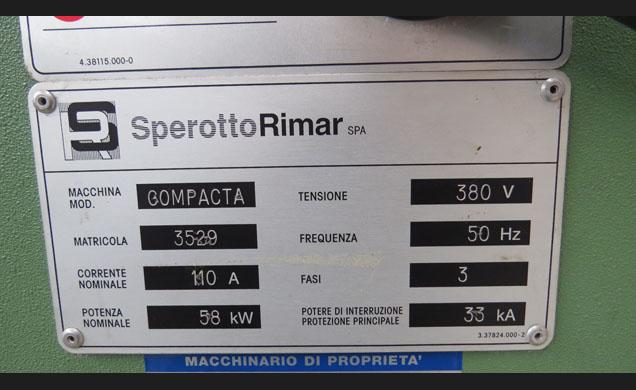 4.38115.000-0
SperottoRimar SPA
MACCHINA MOD. COMPACTA
TENSIONE 380 V
MATRICOLA 3529
FREQUENZA 50 Hz
CORRENTE NOMINALE 110 A
FASI 3
POTENZA NOMINALE 58 kW
POTERE DI INTERRUZIONE PROTEZIONE PRINCIPALE 33 kA
3.37824.000-2
MACCHINARIO DI PROPRIETA'